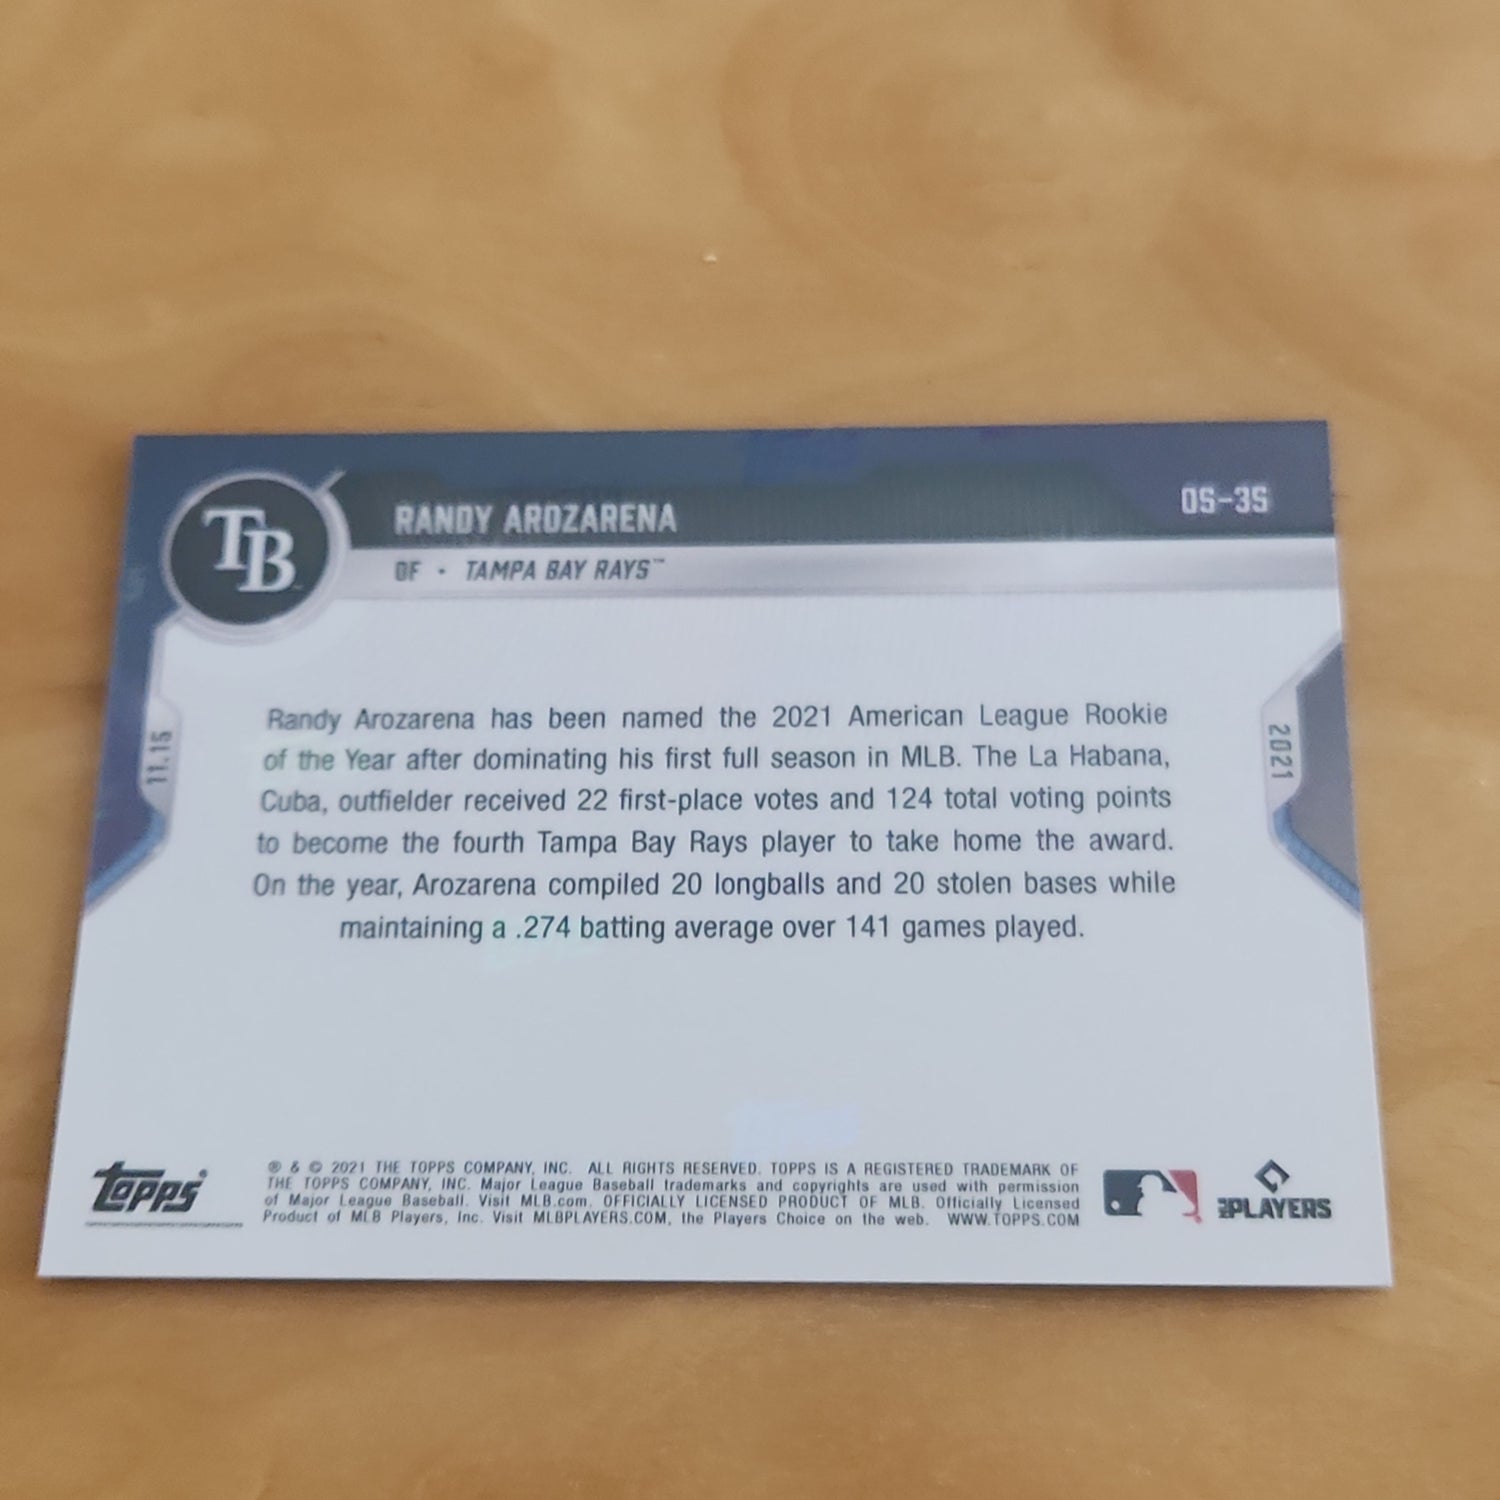 TB
RANDY AROZARENA
OS-35
OF · TAMPA BAY RAYS™
11.15
2021
Randy Arozarena has been named the 2021 American League Rookie
of the Year after dominating his first full season in MLB. The La Habana,
Cuba, outfielder received 22 first-place votes and 124 total voting points
to become the fourth Tampa Bay Rays player to take home the award.
On the year, Arozarena compiled 20 longballs and 20 stolen bases while
maintaining a .274 batting average over 141 games played.
Topps®
® & © 2021 THE TOPPS COMPANY, INC. ALL RIGHTS RESERVED. TOPPS IS A REGISTERED TRADEMARK OF
THE TOPPS COMPANY, INC. Major League Baseball trademarks and copyrights are used with permission
of Major League Baseball. Visit MLB.com. OFFICIALLY LICENSED PRODUCT OF MLB. Officially Licensed
Product of MLB Players, Inc. Visit MLBPLAYERS.COM, the Players Choice on the web. WWW.TOPPS.COM
PLAYERS